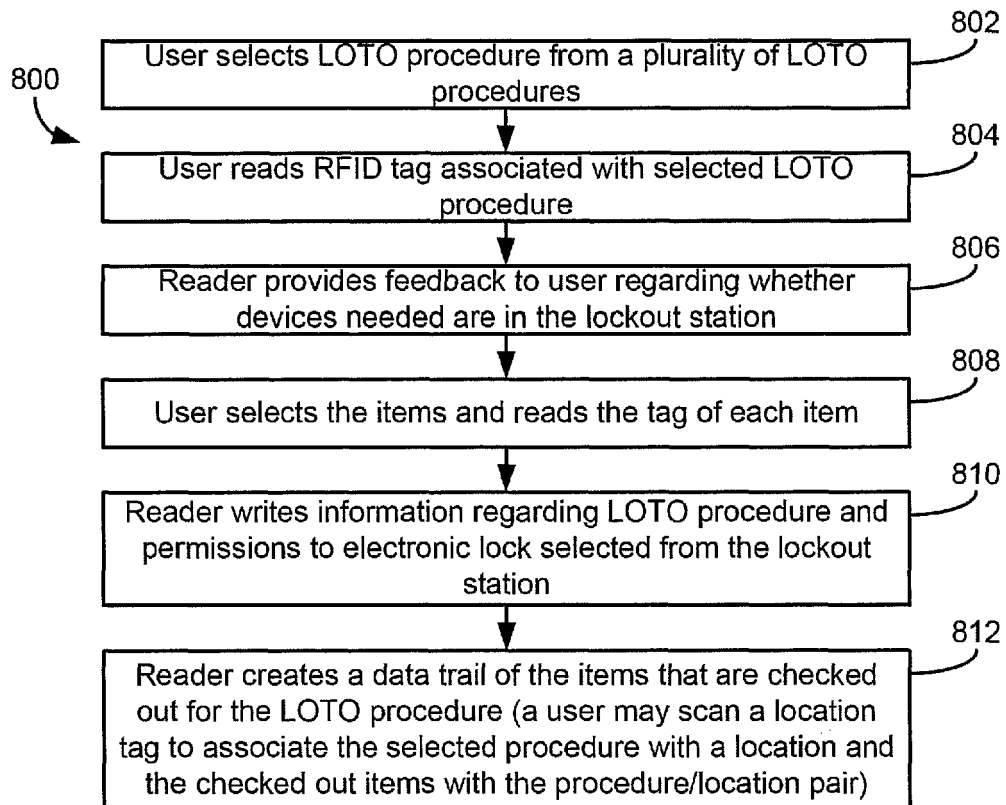 802
User selects LOTO procedure from a plurality of LOTO
procedures
800
804
User reads RFID tag associated with selected LOTO
procedure
806
Reader provides feedback to user regarding whether
devices needed are in the lockout station
808
User selects the items and reads the tag of each item
810
Reader writes information regarding LOTO procedure and
permissions to electronic lock selected from the lockout
station
812
Reader creates a data trail of the items that are checked
out for the LOTO procedure (a user may scan a location
tag to associate the selected procedure with a location and
the checked out items with the procedure/location pair)